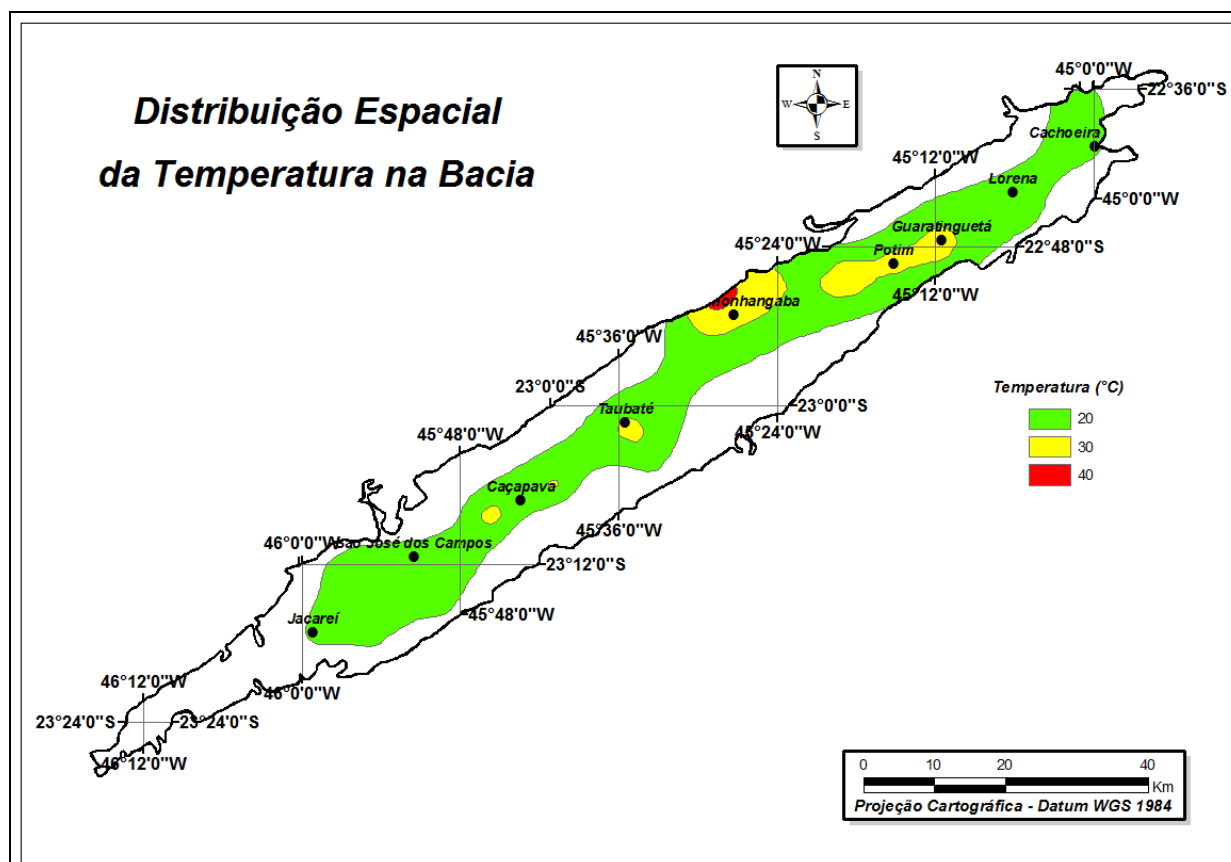 Distribuição Espacial
da Temperatura na Bacia
N
W E
S
45°0'0"W
22°36'0"S
Cachoeira
45°12'0"W
Lorena
45°0'0"W
Guaratinguetá
45°24'0"W
22°48'0"S
Potim
45°12'0"W
nonhangaba
45°36'0"W
Temperatura (°C)
20
30
40
23°0'0"S
23°0'0"S
Taubaté
45°24'0"W
45°48'0"W
Caçapava
45°36'0"W
46°0'0"W
São José dos Campos
23°12'0"S
45°48'0"W
Jacareí
46°12'0"W
46°0'0"W
23°24'0"S
23°24'0"S
46°12'0"W
0 10 20 40
Km
Projeção Cartográfica - Datum WGS 1984